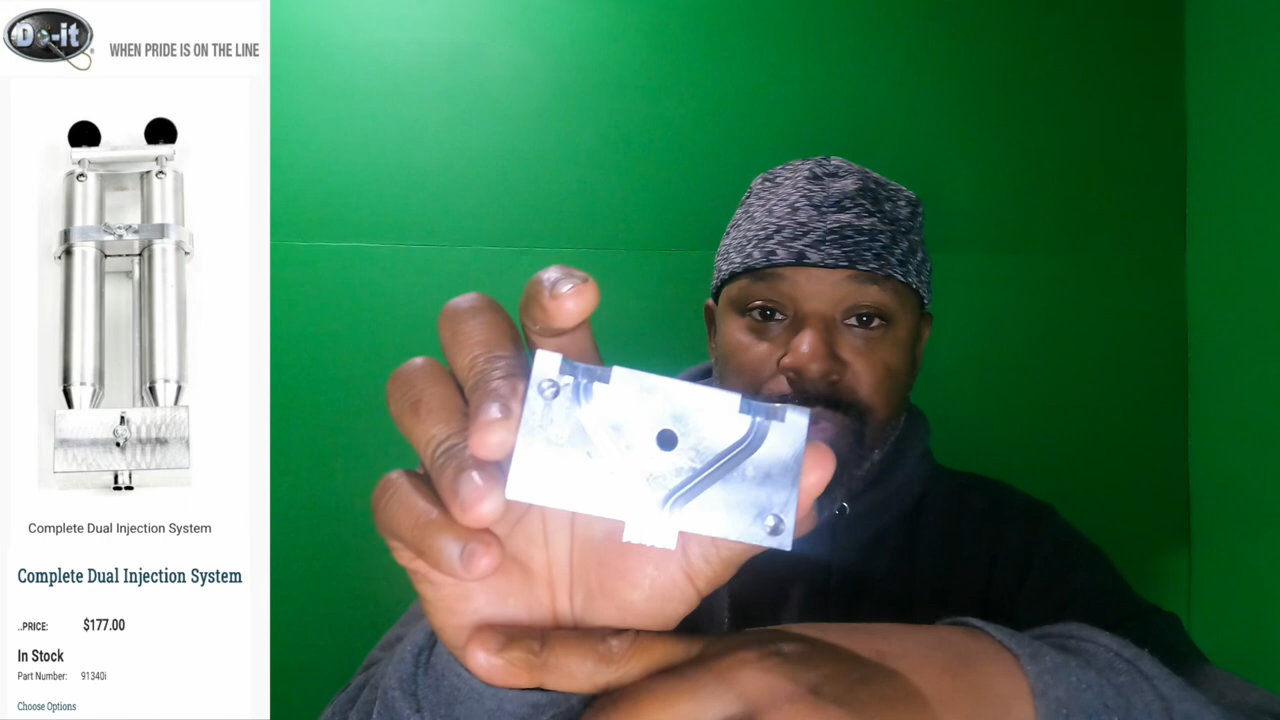 Do-it
WHEN PRIDE IS ON THE LINE
Complete Dual Injection System
Complete Dual Injection System
..PRICE: $177.00
In Stock
Part Number: 91340i
Choose Options